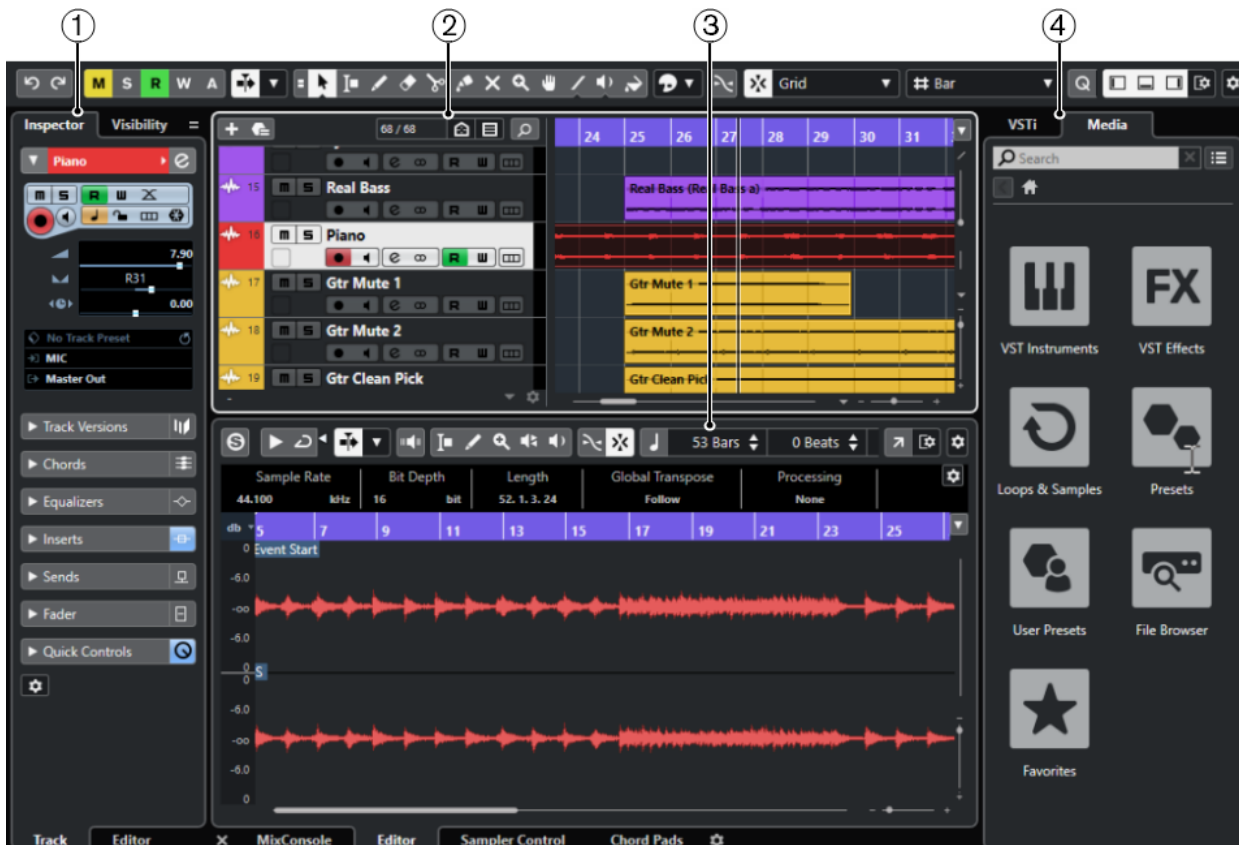 1 2 3 4
M S R W A Grid Bar Q
Inspector Visibility
68 / 68
24 25 26 27 28 29 30 31
VSTi Media
Piano
Search
R W
15 m S Real Bass
Real Bass (Real Bass a)
R W
m S R W
16 m S Piano
7.90
R W
R31
17 m S Gtr Mute 1
Gtr Mute 1
0.00
R W
VST Instruments VST Effects
No Track Preset
18 m S Gtr Mute 2
Gtr Mute 2
MIC
R W
Master Out
19 m S Gtr Clean Pick
Gtr Clean Pick
Track Versions
S 53 Bars 0 Beats
Chords
Sample Rate Bit Depth Length Global Transpose Processing
44.100 kHz 16 bit 52. 1. 3. 24 Follow None
Loops & Samples Presets
Equalizers
db 5 7 9 11 13 15 17 19 21 23 25
Inserts
0 Event Start
Sends
-6.0
Fader
-oo
User Presets File Browser
-6.0
Quick Controls
0 S
0
-6.0
-oo
-6.0
Favorites
0
Track Editor MixConsole Editor Sampler Control Chord Pads